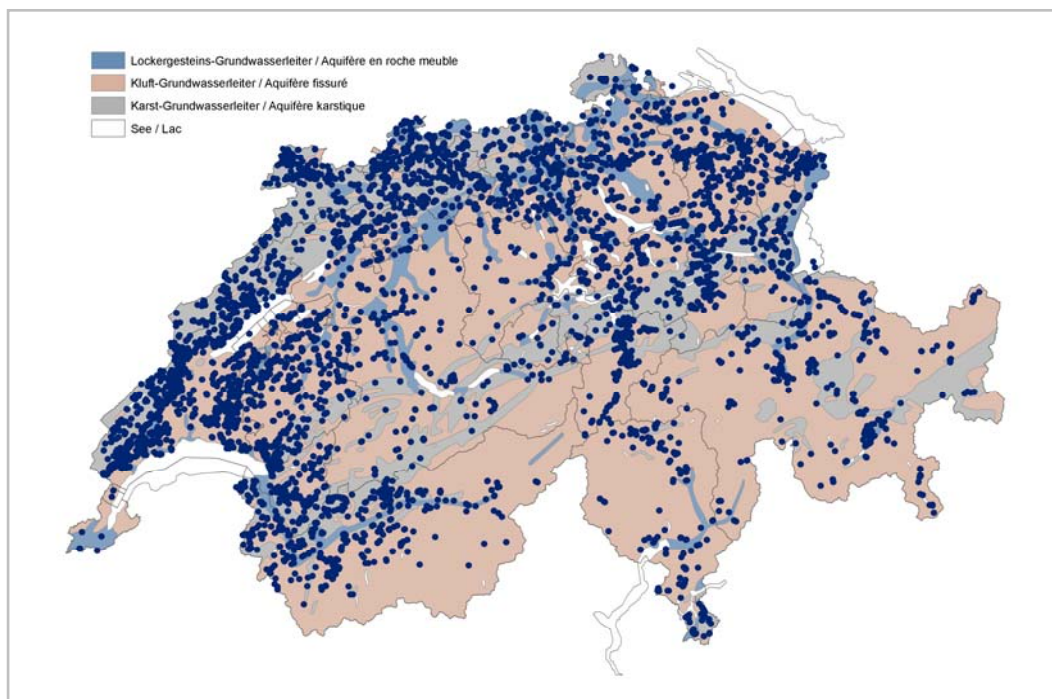 Lockergesteins-Grundwasserleiter / Aquifère en roche meuble
Kluft-Grundwasserleiter / Aquifère fissuré
Karst-Grundwasserleiter / Aquifère karstique
See / Lac